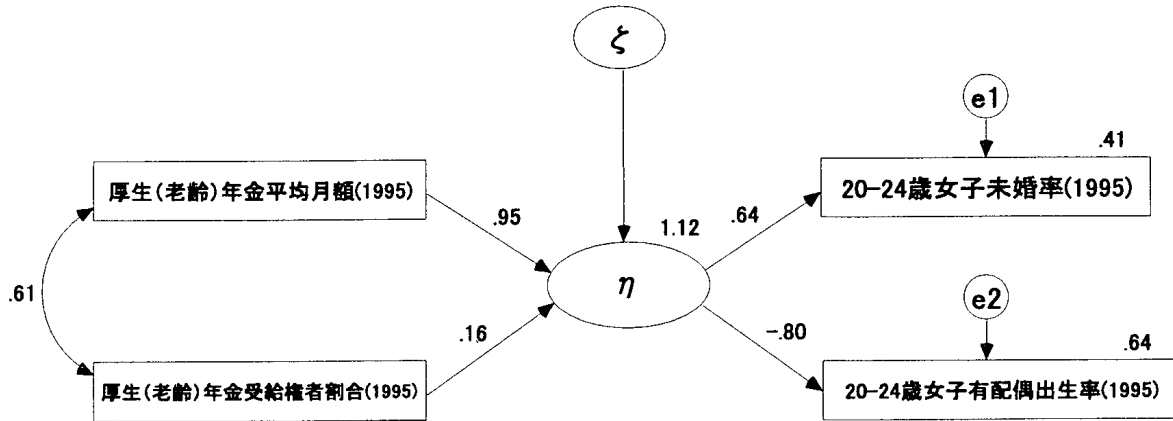 ζ
e1
.41
厚生(老齢)年金平均月額(1995)
20-24歳女子未婚率(1995)
.95
1.12
.64
η
.61
e2
.16
-.80
.64
厚生(老齢)年金受給権者割合(1995)
20-24歳女子有配偶出生率(1995)